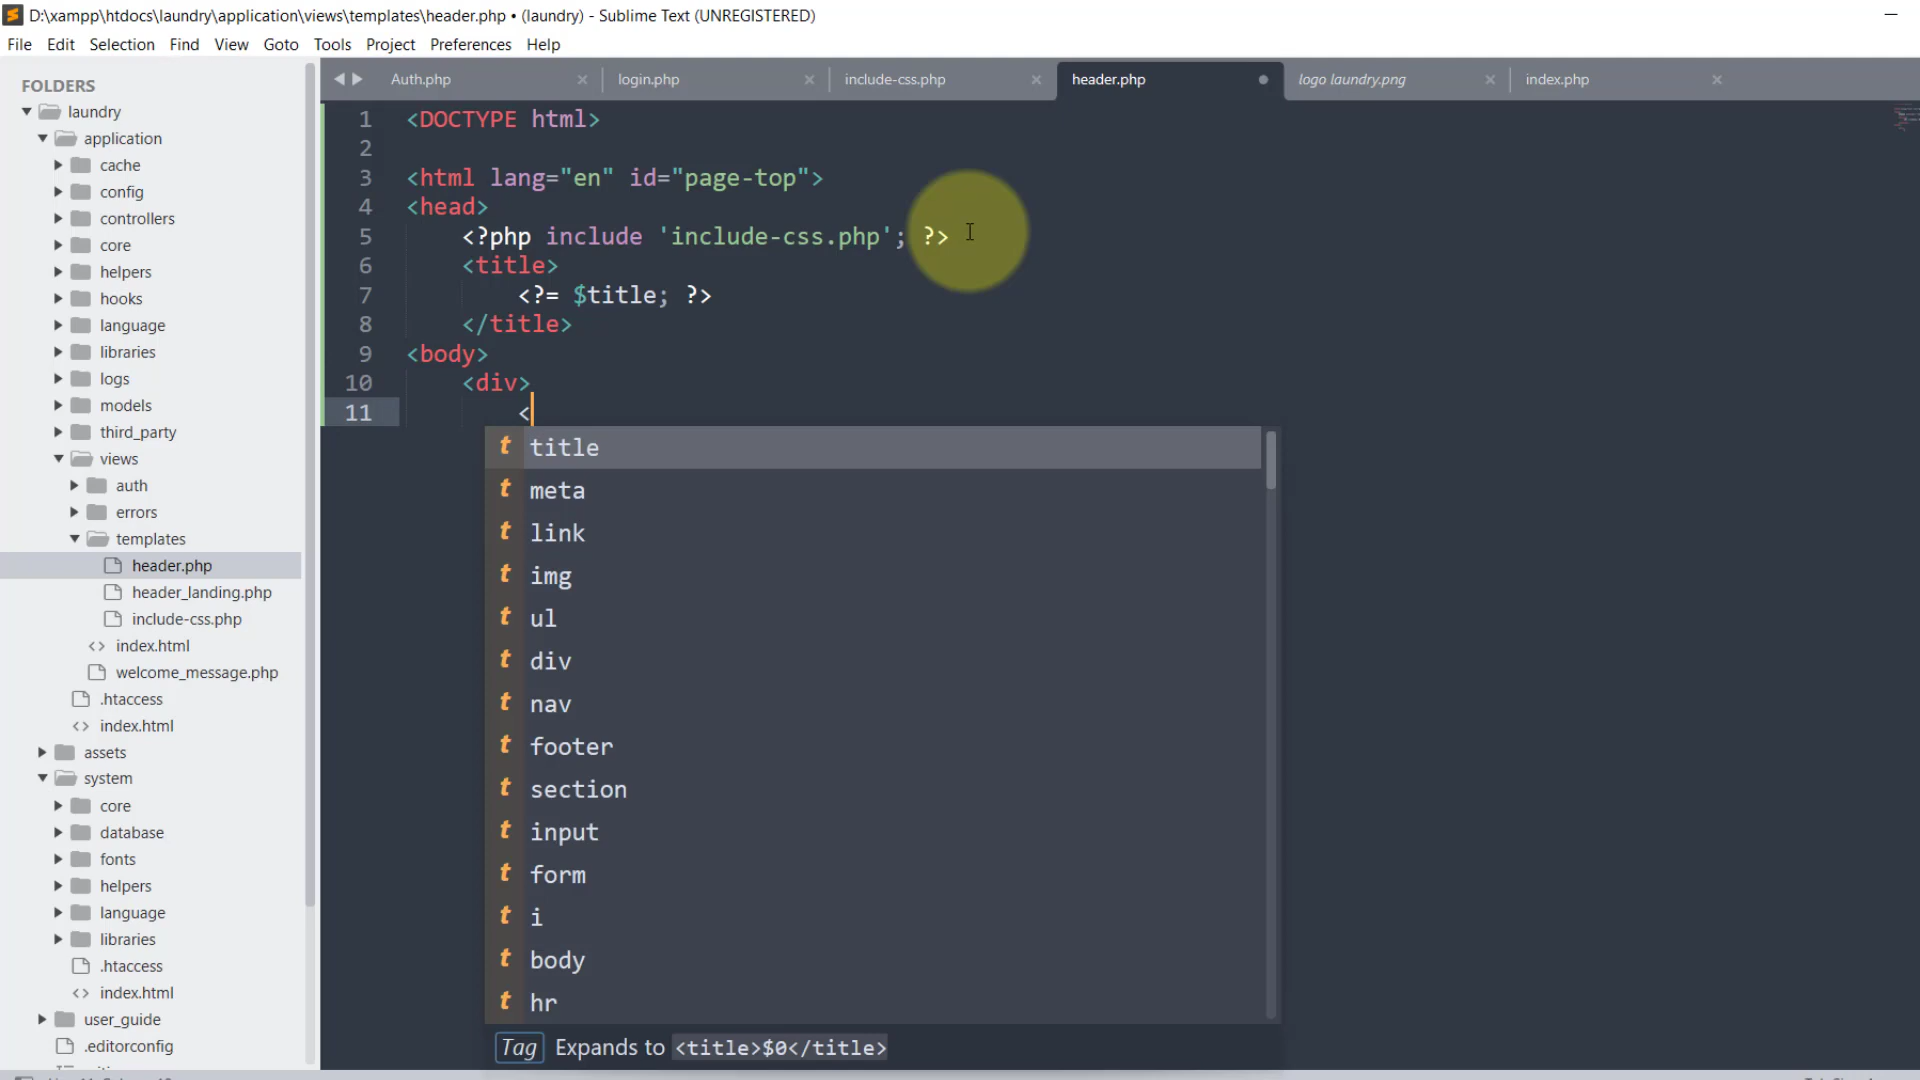 D:\xampp\htdocs\laundry\application\views\templates\header.php • (laundry) - Sublime Text (UNREGISTERED)
File Edit Selection Find View Goto Tools Project Preferences Help
FOLDERS
laundry
application
cache
config
controllers
core
helpers
hooks
language
libraries
logs
models
third_party
views
auth
errors
templates
header.php
header_landing.php
include-css.php
index.html
welcome_message.php
.htaccess
index.html
assets
system
core
database
fonts
helpers
language
libraries
.htaccess
index.html
user_guide
.editorconfig
Auth.php login.php include-css.php header.php logo laundry.png index.php
1 <DOCTYPE html>
2
3 <html lang="en" id="page-top">
4 <head>
5 <?php include 'include-css.php'; ?>
6 <title>
7 <?= $title; ?>
8 </title>
9 <body>
10 <div>
11 <
t title
t meta
t link
t img
t ul
t div
t nav
t footer
t section
t input
t form
t i
t body
t hr
Tag Expands to <title>$0</title>